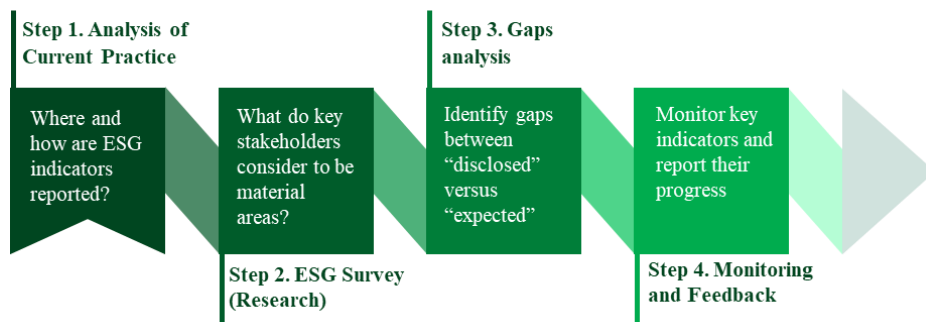 Step 1. Analysis of
Current Practice
Where and
how are ESG
indicators
reported?
What do key
stakeholders
consider to be
material
areas?
Step 2. ESG Survey
(Research)
Step 3. Gaps
analysis
Identify gaps
between
“disclosed”
versus
“expected”
Monitor key
indicators and
report their
progress
Step 4. Monitoring
and Feedback